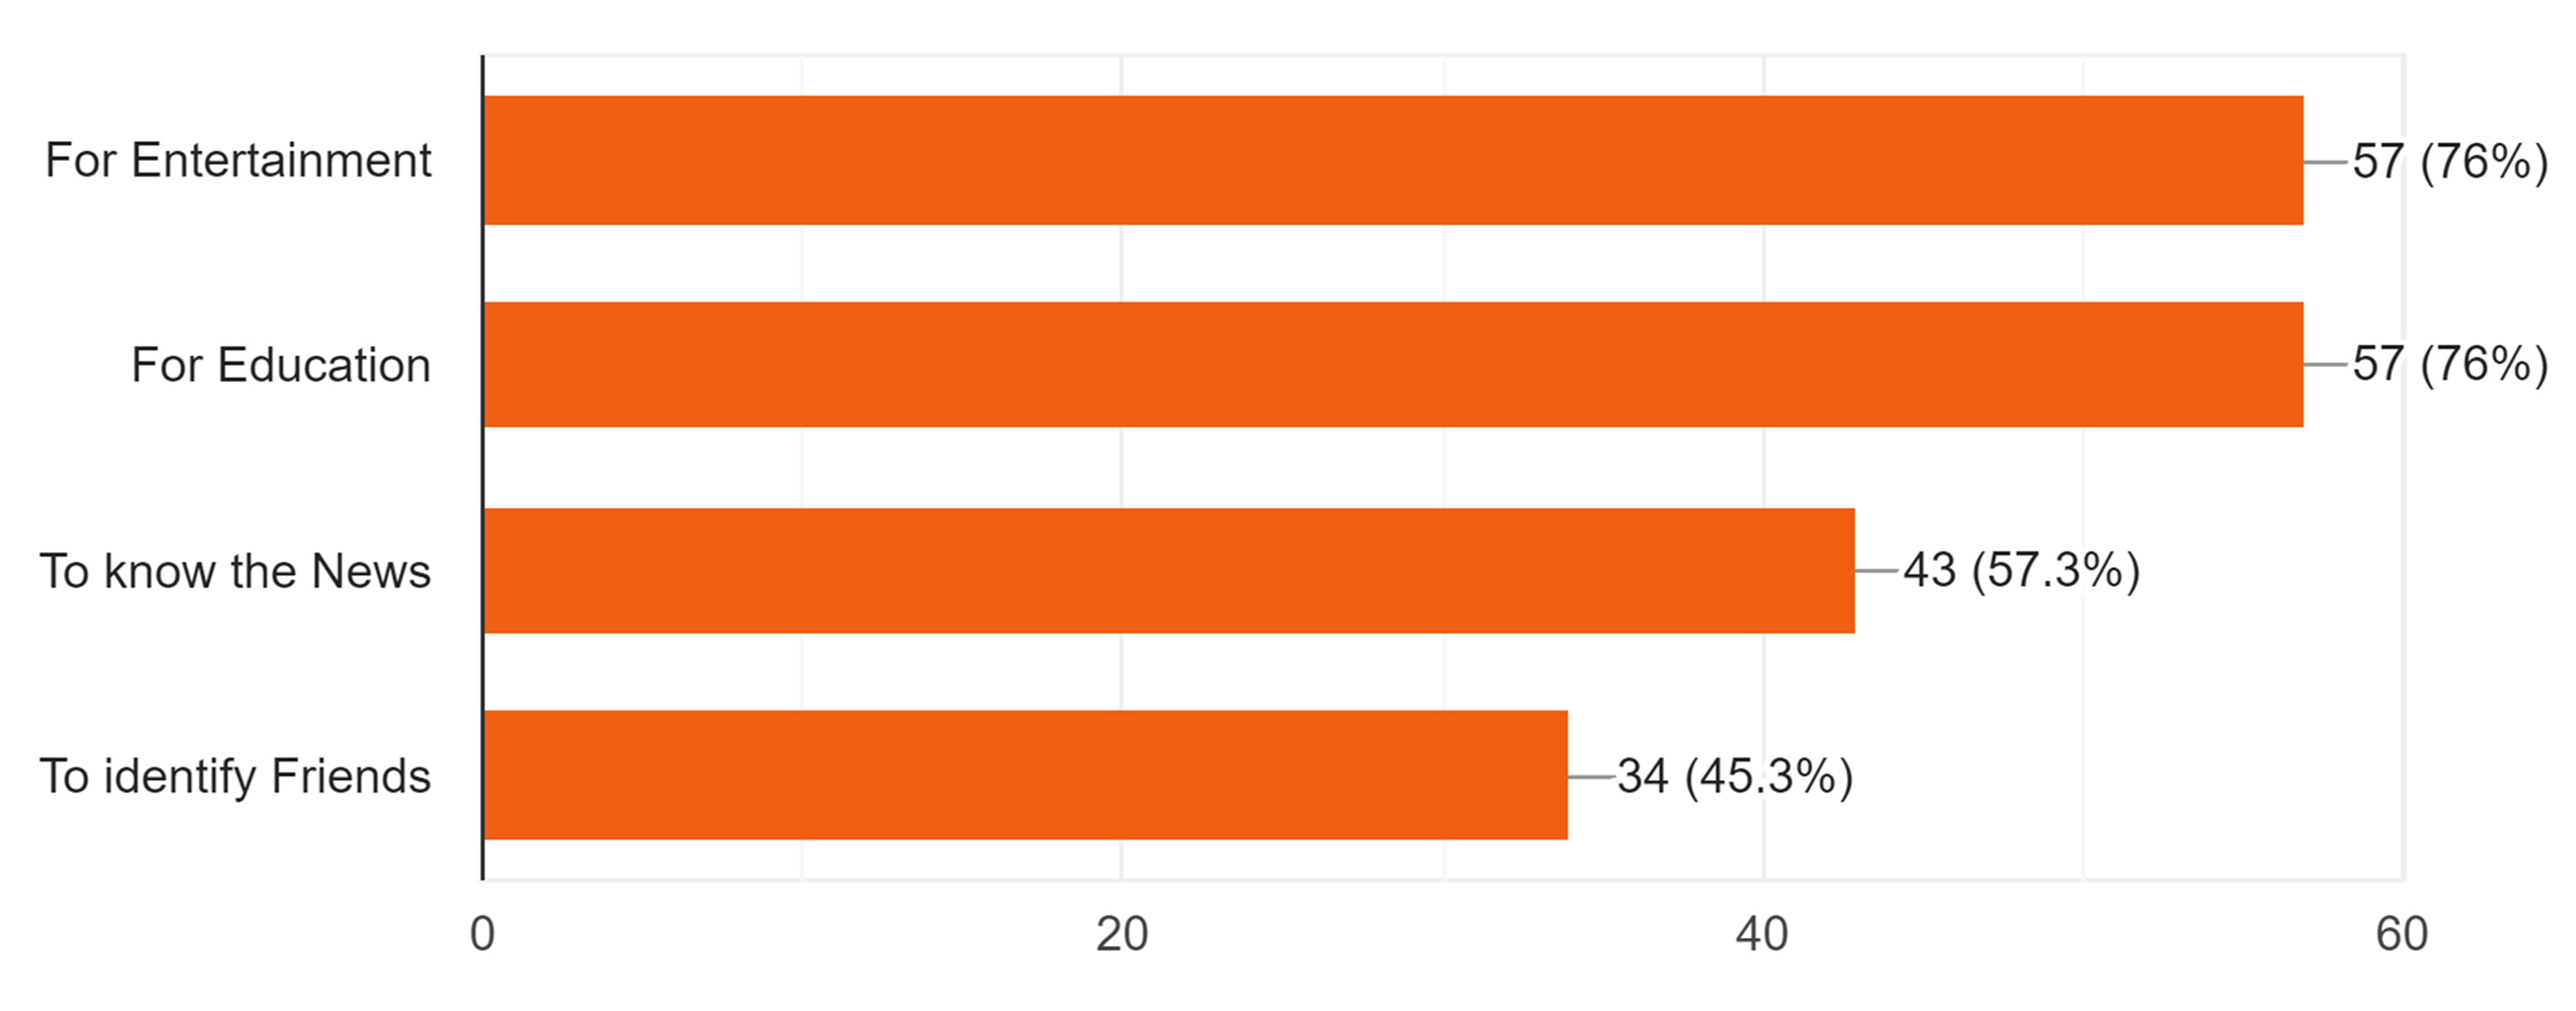 For Entertainment 57 (76%)
For Education 57 (76%)
To know the News 43 (57.3%)
To identify Friends 34 (45.3%)
0 20 40 60